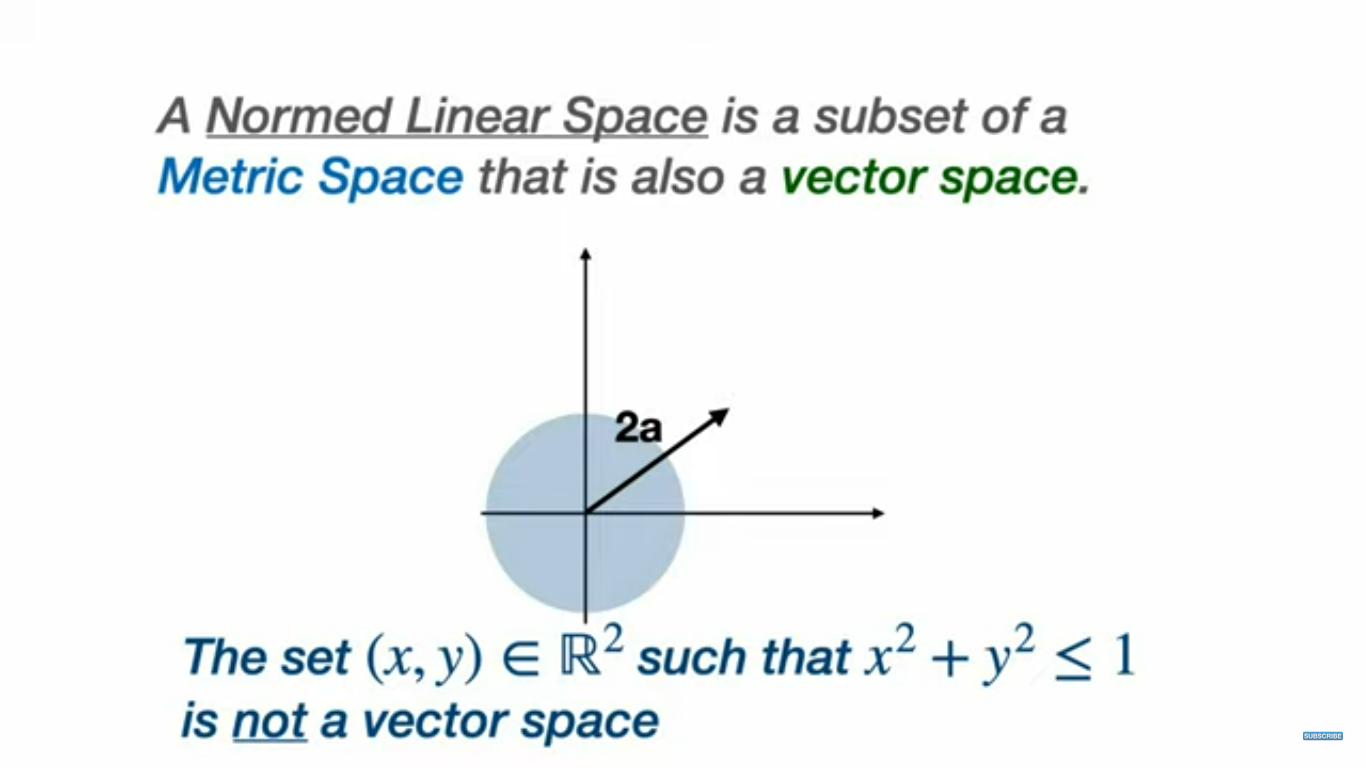 A Normed Linear Space is a subset of a
Metric Space that is also a vector space.
2a
The set (x, y) ∈ ℝ² such that x² + y² ≤ 1
is not a vector space
SUBSCRIBE